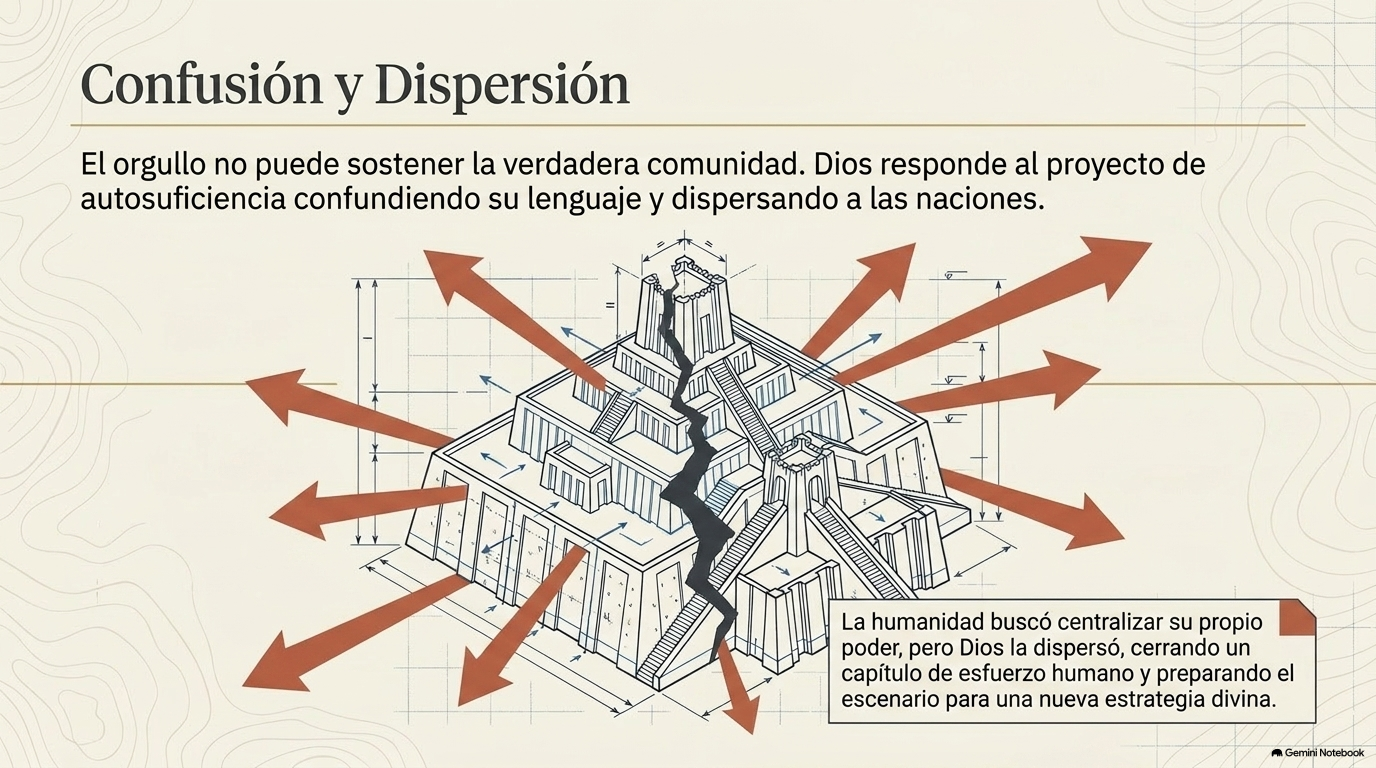 Confusión y Dispersión
El orgullo no puede sostener la verdadera comunidad. Dios responde al proyecto de
autosuficiencia confundiendo su lenguaje y dispersando a las naciones.
La humanidad buscó centralizar su propio
poder, pero Dios la dispersó, cerrando un
capítulo de esfuerzo humano y preparando el
escenario para una nueva estrategia divina.
Gemini Notebook